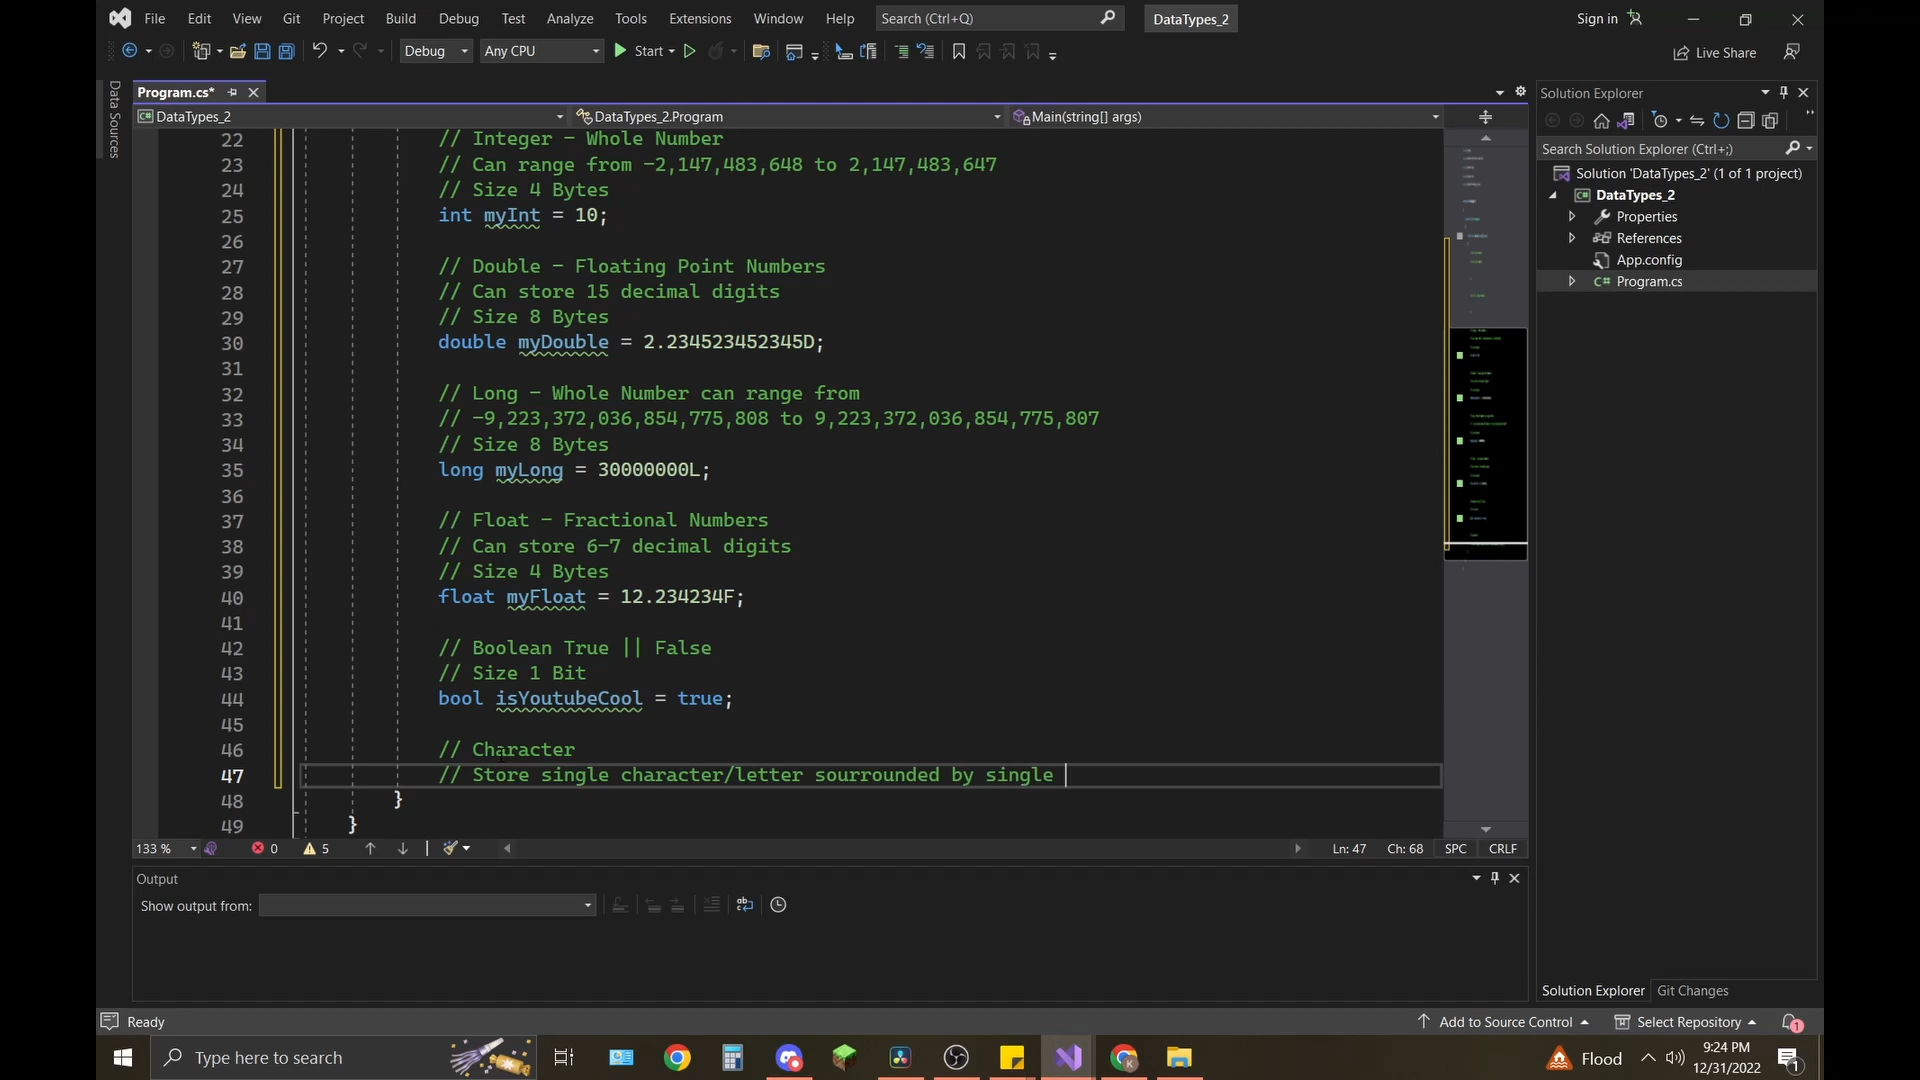 File Edit View Git Project Build Debug Test Analyze Tools Extensions Window Help Search (Ctrl+Q) DataTypes_2 Sign in
Debug Any CPU Start Live Share
Data Sources
Program.cs*
DataTypes_2 DataTypes_2.Program Main(string[] args)
22 // Integer - Whole Number
23 // Can range from -2,147,483,648 to 2,147,483,647
24 // Size 4 Bytes
25 int myInt = 10;
26
27 // Double - Floating Point Numbers
28 // Can store 15 decimal digits
29 // Size 8 Bytes
30 double myDouble = 2.234523452345D;
31
32 // Long - Whole Number can range from
33 // -9,223,372,036,854,775,808 to 9,223,372,036,854,775,807
34 // Size 8 Bytes
35 long myLong = 30000000L;
36
37 // Float - Fractional Numbers
38 // Can store 6-7 decimal digits
39 // Size 4 Bytes
40 float myFloat = 12.234234F;
41
42 // Boolean True || False
43 // Size 1 Bit
44 bool isYoutubeCool = true;
45
46 // Character
47 // Store single character/letter sourrounded by single
48 }
49 }
133 % 0 5 Ln: 47 Ch: 68 SPC CRLF
Output
Show output from:
Solution Explorer
Search Solution Explorer (Ctrl+;)
Solution 'DataTypes_2' (1 of 1 project)
C# DataTypes_2
Properties
References
App.config
C# Program.cs
Solution Explorer Git Changes
Ready Add to Source Control Select Repository 1
Type here to search Flood 9:24 PM
12/31/2022 1